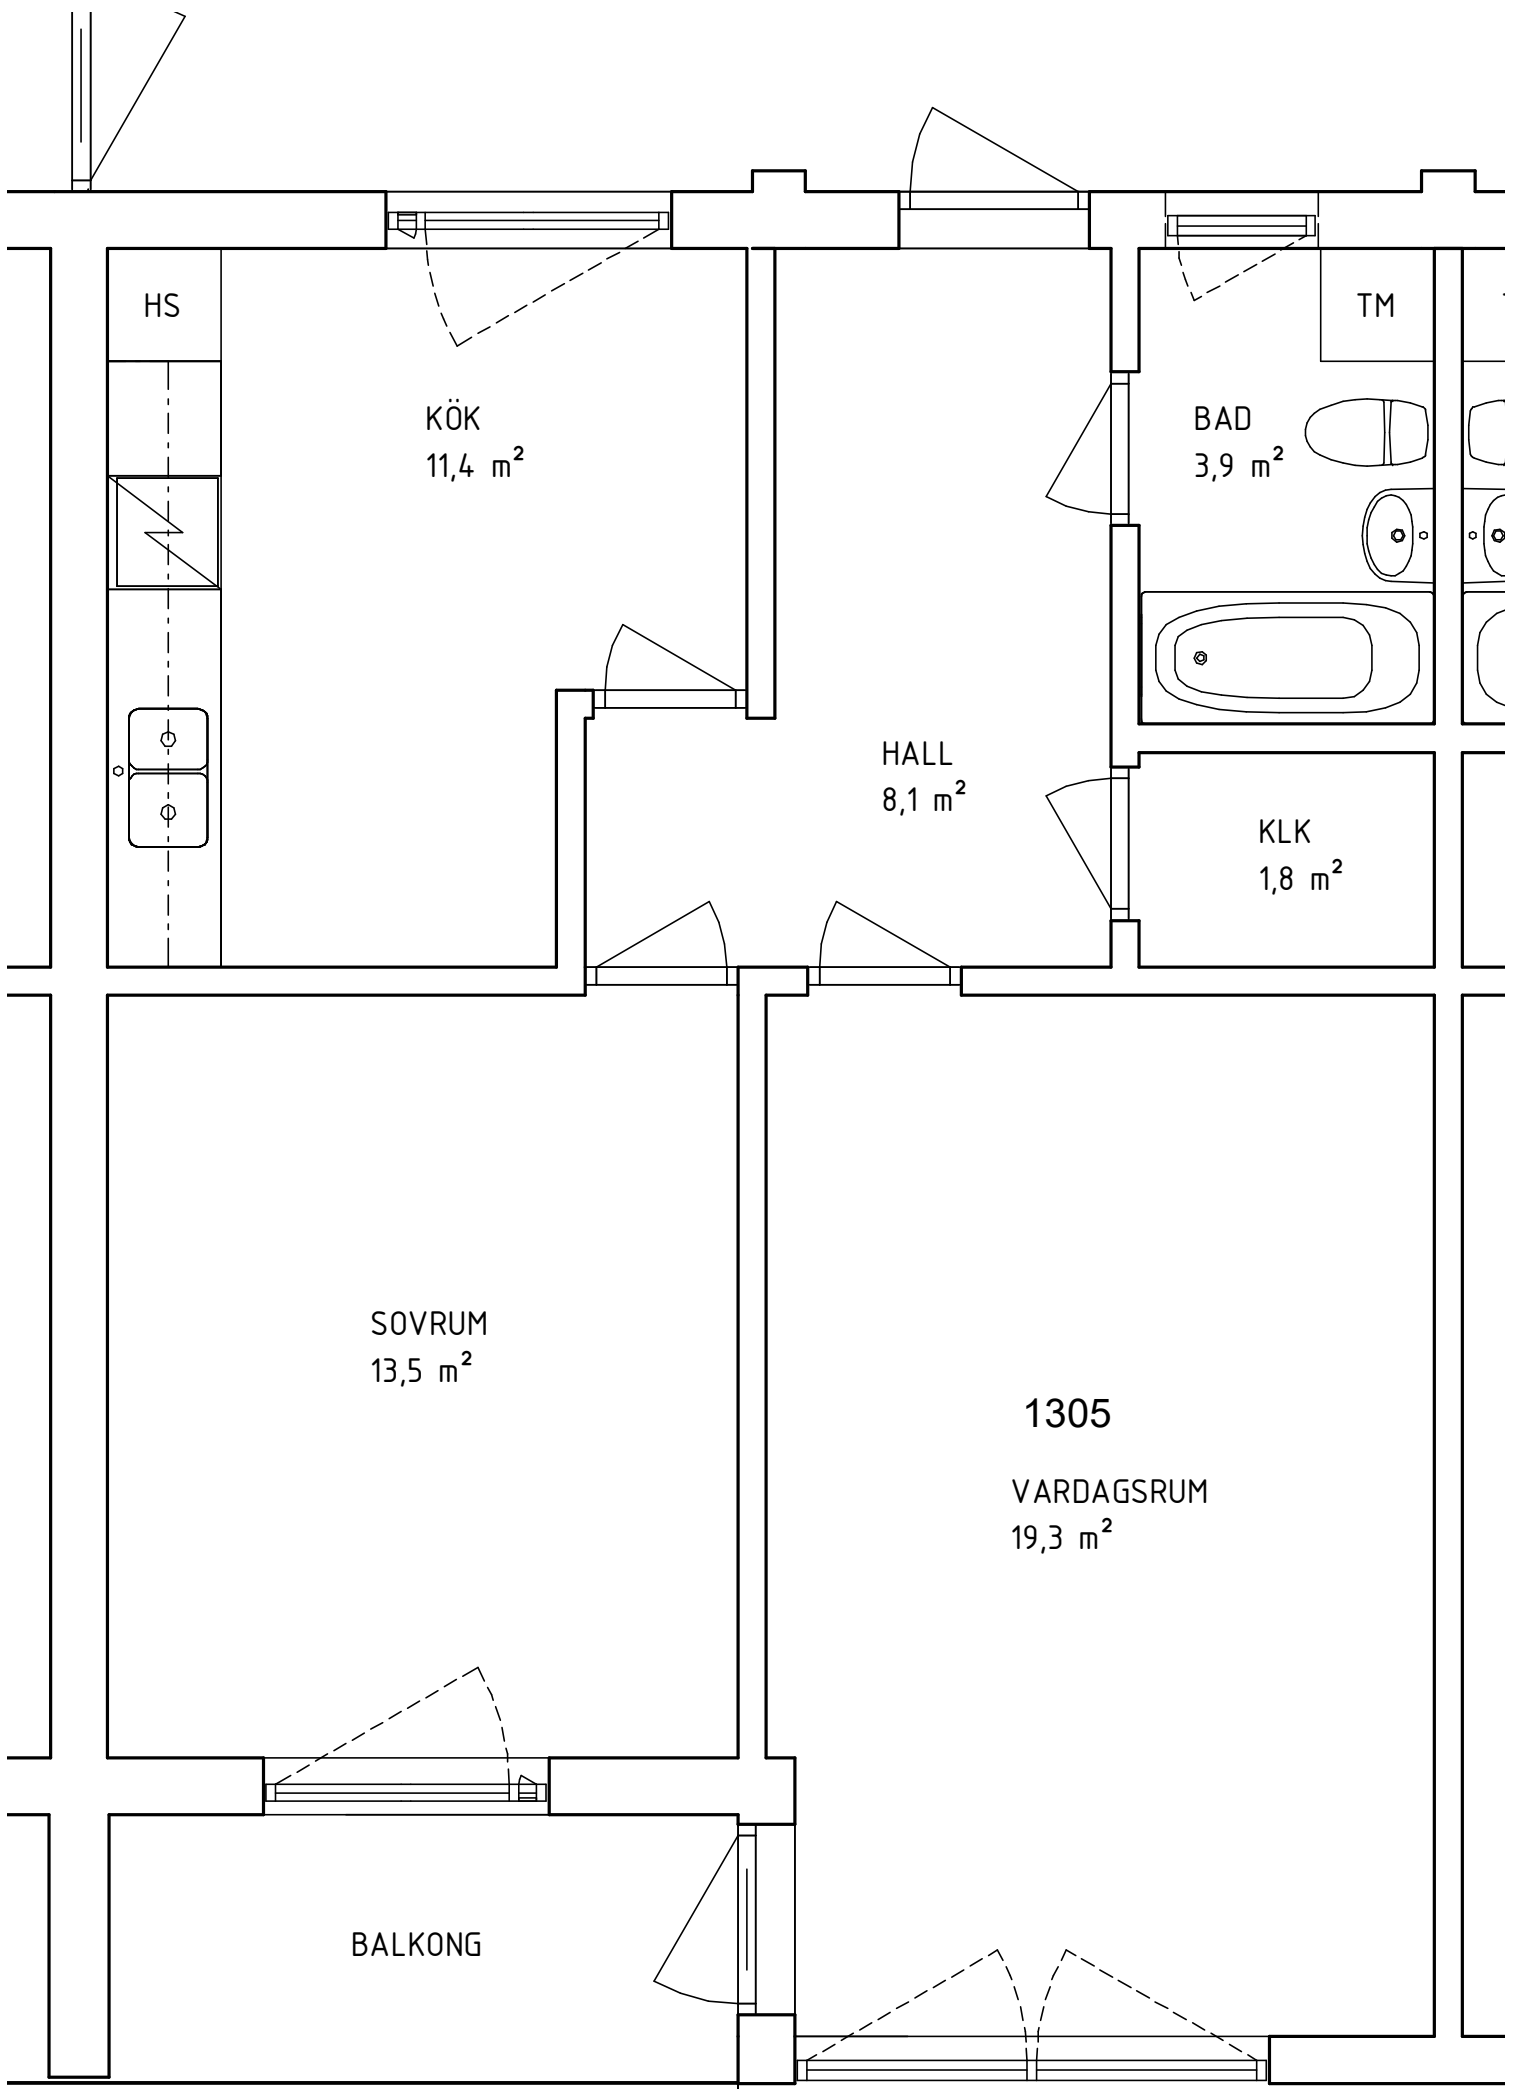 HS
TM
KÖK
11,4 m²
BAD
3,9 m²
HALL
8,1 m²
KLK
1,8 m²
SOVRUM
13,5 m²
1305
VARDAGSRUM
19,3 m²
BALKONG